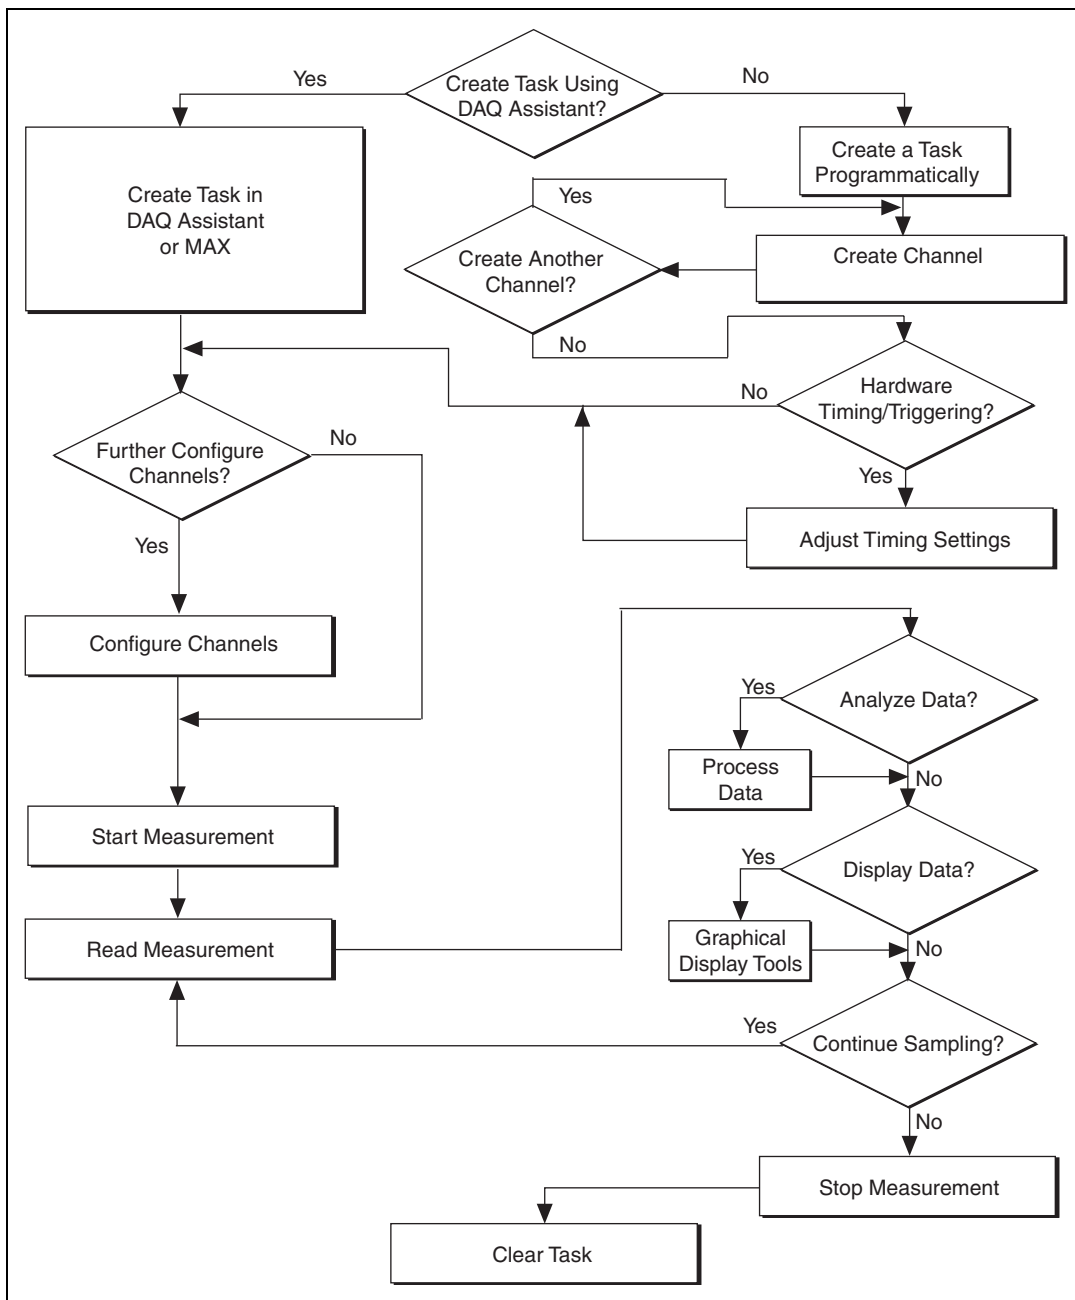 Yes
Create Task Using
DAQ Assistant?
No
Create Task in
DAQ Assistant
or MAX
Create a Task
Programmatically
Yes
Create Another
Channel?
Create Channel
No
Hardware
Timing/Triggering?
No
Yes
Adjust Timing Settings
Further Configure
Channels?
No
Yes
Configure Channels
Start Measurement
Read Measurement
Analyze Data?
Yes
Process
Data
No
Display Data?
Yes
Graphical
Display Tools
No
Continue Sampling?
Yes
No
Stop Measurement
Clear Task